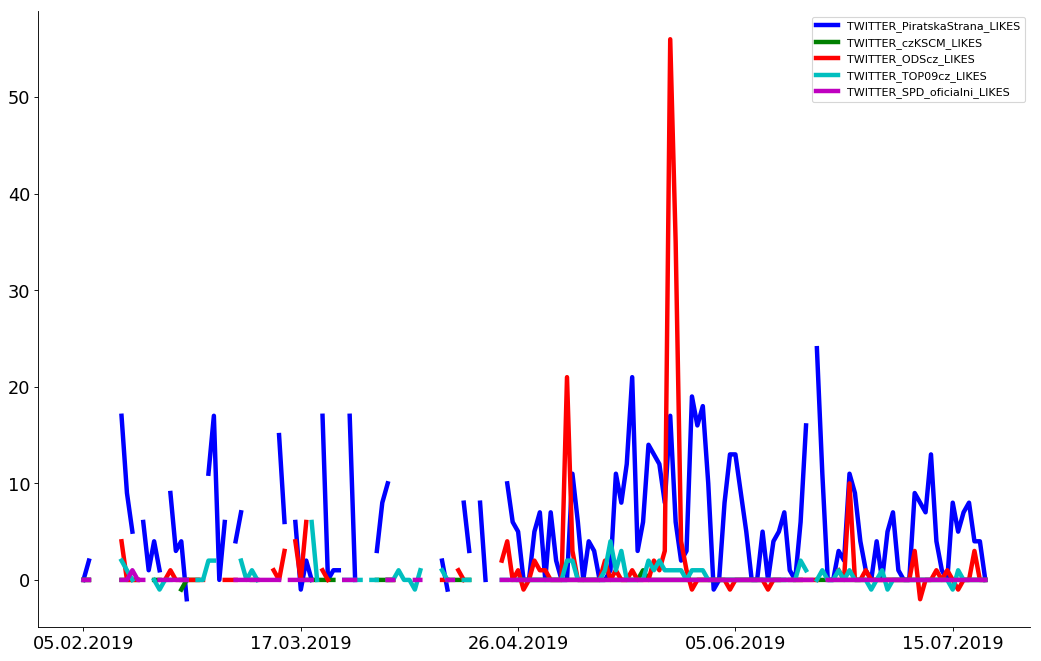 TWITTER_PiratskaStrana_LIKES
TWITTER_czKSCM_LIKES
TWITTER_ODScz_LIKES
TWITTER_TOP09cz_LIKES
TWITTER_SPD_oficialni_LIKES
50
40
30
20
10
0
05.02.2019 17.03.2019 26.04.2019 05.06.2019 15.07.2019